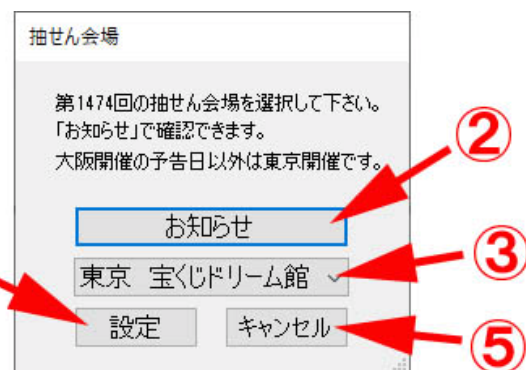 抽せん会場
第1474回の抽せん会場を選択して下さい。
「お知らせ」で確認できます。
大阪開催の予告日以外は東京開催です。
②
お知らせ
東京 宝くじドリーム館
③
設定
キャンセル
⑤